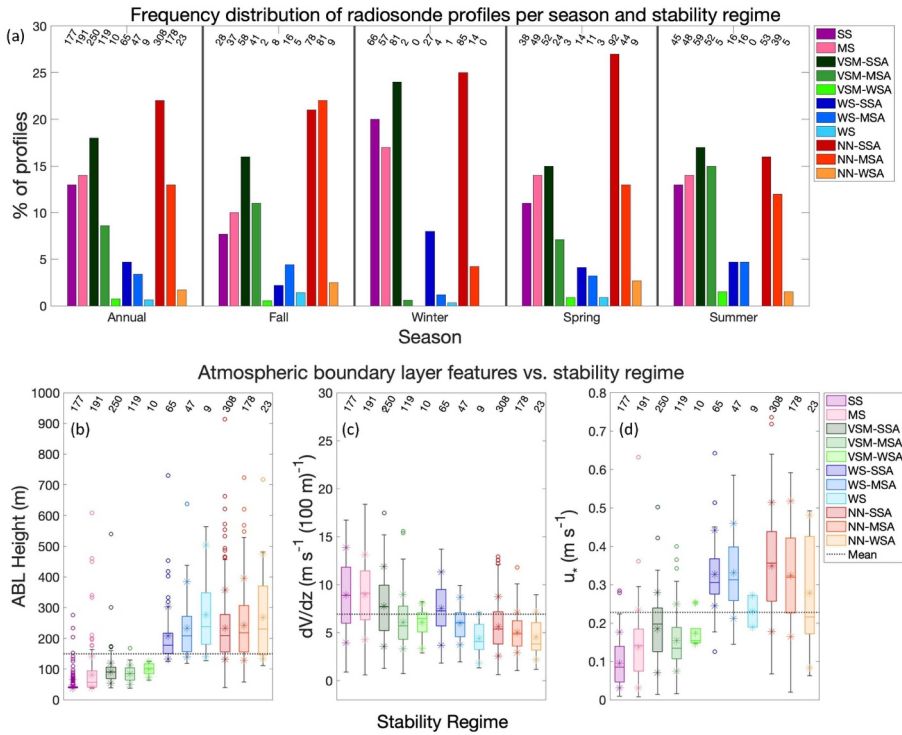 Frequency distribution of radiosonde profiles per season and stability regime
(a)
30
25
20
15
10
5
0
% of profiles
177 191 250 119 10 65 47 9 308 178 23
28 37 58 41 2 8 16 5 78 81 9
66 57 81 2 0 27 4 1 85 14 0
38 49 52 24 3 14 11 3 92 44 9
45 48 59 52 5 16 16 0 53 39 5
Annual Fall Winter Spring Summer
Season
SS
MS
VSM-SSA
VSM-MSA
VSM-WSA
WS-SSA
WS-MSA
WS
NN-SSA
NN-MSA
NN-WSA
Atmospheric boundary layer features vs. stability regime
(b)
ABL Height (m)
1000
900
800
700
600
500
400
300
200
100
0
177 191 250 119 10 65 47 9 308 178 23
(c)
dV/dz (m s⁻¹ (100 m)⁻¹)
30
25
20
15
10
5
0
177 191 250 119 10 65 47 9 308 178 23
(d)
u* (m s⁻¹)
0.8
0.7
0.6
0.5
0.4
0.3
0.2
0.1
0
177 191 250 119 10 65 47 9 308 178 23
SS
MS
VSM-SSA
VSM-MSA
VSM-WSA
WS-SSA
WS-MSA
WS
NN-SSA
NN-MSA
NN-WSA
Mean
Stability Regime